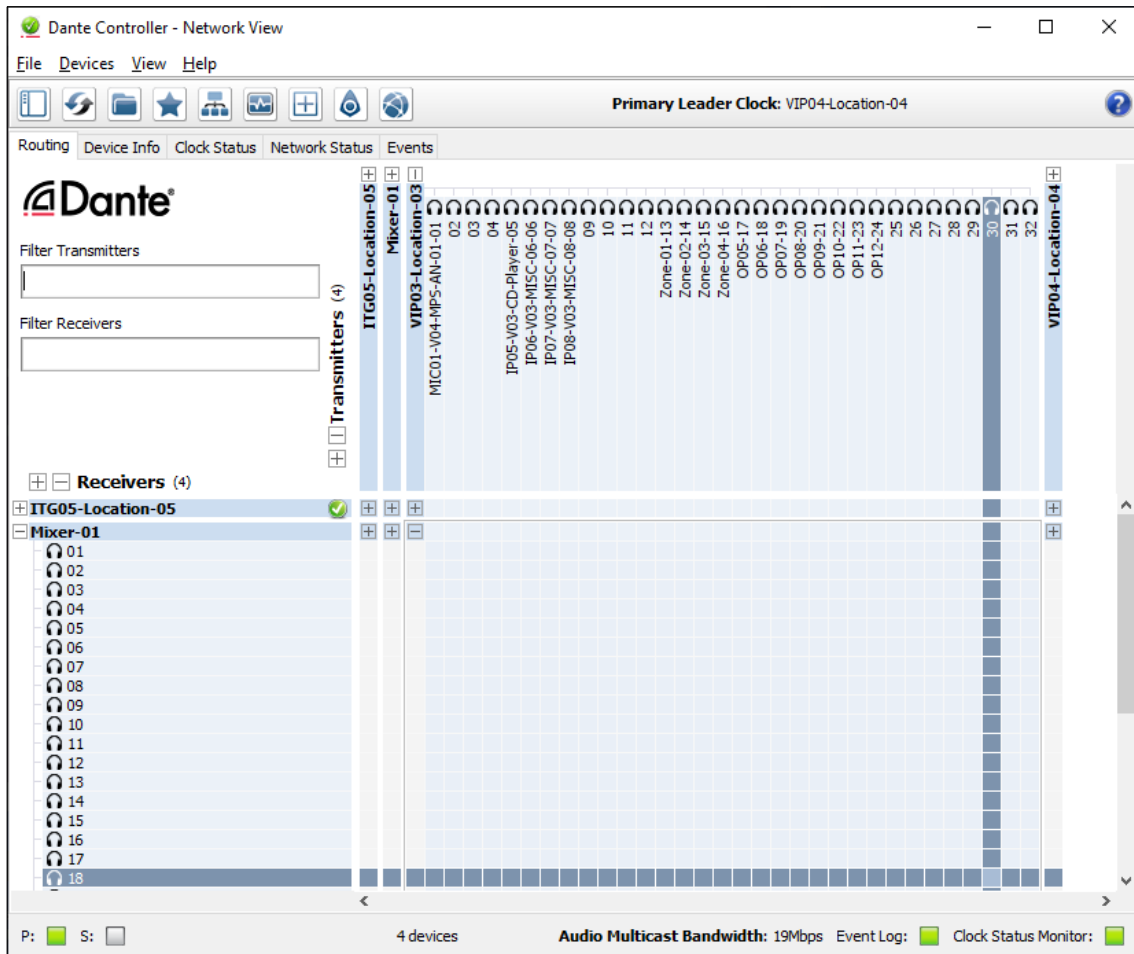 Dante Controller - Network View
File Devices View Help
Primary Leader Clock: VIP04-Location-04
Routing Device Info Clock Status Network Status Events
Dante®
Filter Transmitters
Filter Receivers
Transmitters (4)
ITG05-Location-05
Mixer-01
VIP03-Location-03
MIC01-V04-MPS-AN-01-01
02
03
04
IP05-V03-CD-Player-05
IP06-V03-MISC-06-06
IP07-V03-MISC-07-07
IP08-V03-MISC-08-08
09
10
11
12
Zone-01-13
Zone-02-14
Zone-03-15
Zone-04-16
OP05-17
OP06-18
OP07-19
OP08-20
OP09-21
OP10-22
OP11-23
OP12-24
25
26
27
28
29
30
31
32
VIP04-Location-04
Receivers (4)
ITG05-Location-05
Mixer-01
01
02
03
04
05
06
07
08
09
10
11
12
13
14
15
16
17
18
P: S: 4 devices Audio Multicast Bandwidth: 19Mbps Event Log: Clock Status Monitor: